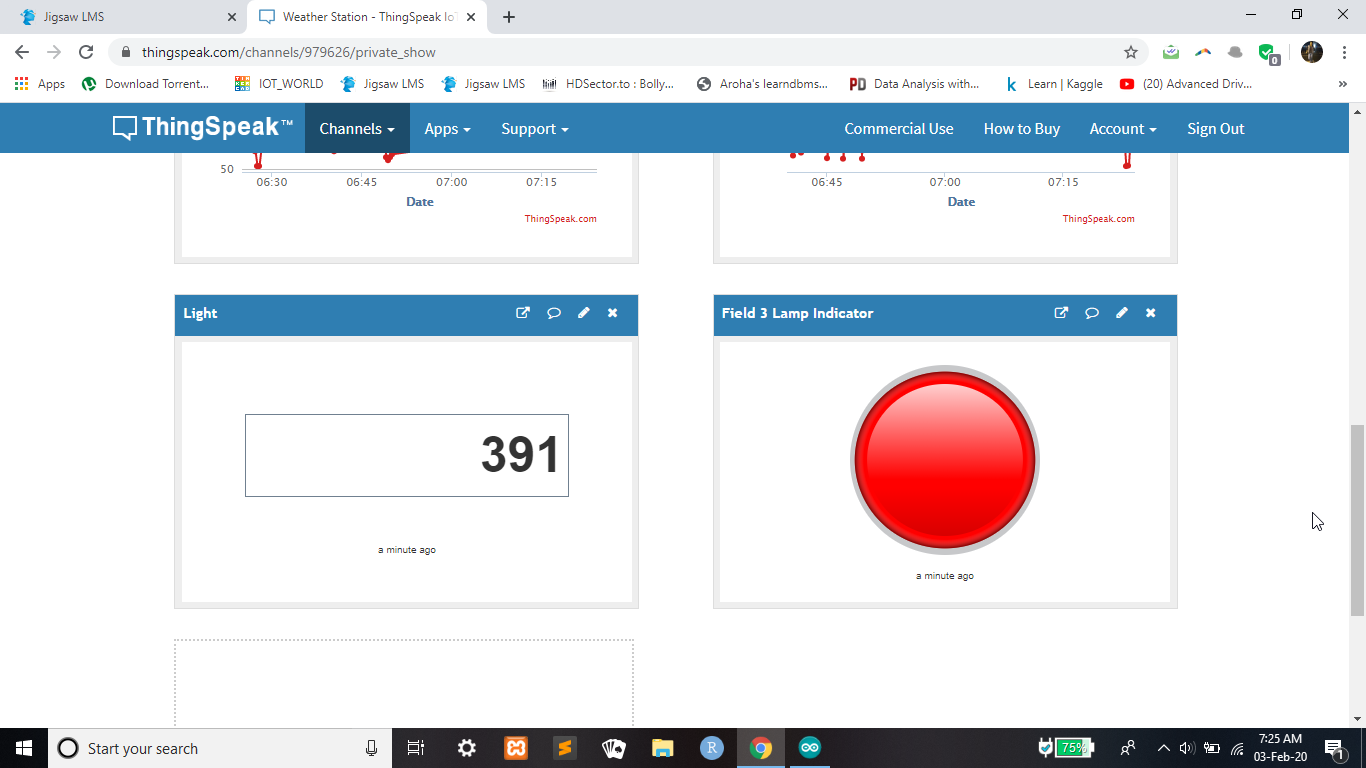 Jigsaw LMS
Weather Station - ThingSpeak IoT
thingspeak.com/channels/979626/private_show
0
Apps Download Torrent... IOT_WORLD Jigsaw LMS Jigsaw LMS HDSector.to : Bolly... Aroha's learndbms... PD Data Analysis with... k Learn | Kaggle (20) Advanced Driv... »
ThingSpeak™ Channels Apps Support Commercial Use How to Buy Account Sign Out
50
06:30 06:45 07:00 07:15
Date
ThingSpeak.com
06:45 07:00 07:15
Date
ThingSpeak.com
Light
391
a minute ago
Field 3 Lamp Indicator
a minute ago
Start your search
R
75%
7:25 AM
03-Feb-20
1